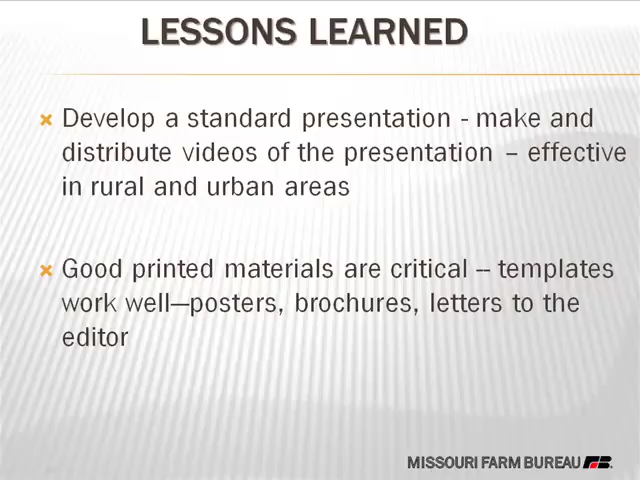 LESSONS LEARNED
Develop a standard presentation - make and
distribute videos of the presentation – effective
in rural and urban areas
Good printed materials are critical -- templates
work well—posters, brochures, letters to the
editor
MISSOURI FARM BUREAU FB